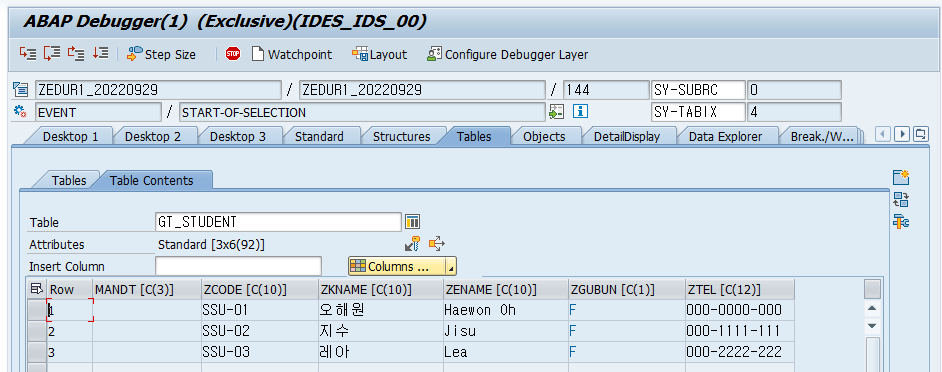 ABAP Debugger(1) (Exclusive)(IDES_IDS_00)
Step Size STOP Watchpoint Layout Configure Debugger Layer
ZEDUR1_20220929 / ZEDUR1_20220929 / 144 SY-SUBRC 0
EVENT / START-OF-SELECTION SY-TABIX 4
Desktop 1 Desktop 2 Desktop 3 Standard Structures Tables Objects DetailDisplay Data Explorer Break./W...
Tables Table Contents
Table GT_STUDENT
Attributes Standard [3x6(92)]
Insert Column Columns ...
Row MANDT [C(3)] ZCODE [C(10)] ZKNAME [C(10)] ZENAME [C(10)] ZGUBUN [C(1)] ZTEL [C(12)]
1 SSU-01 오해원 Haewon Oh F 000-0000-000
2 SSU-02 지수 Jisu F 000-1111-111
3 SSU-03 레아 Lea F 000-2222-222